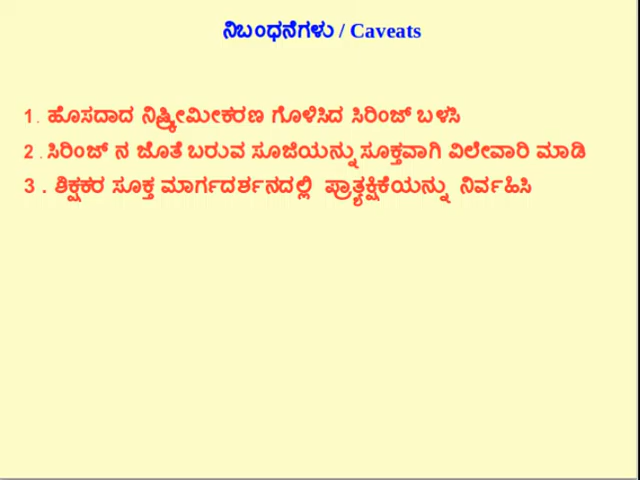 ನಿಬಂಧನೆಗಳು / Caveats
1. ಹೊಸದಾದ ನಿಷ್ಕ್ರೀಮೀಕರಣ ಗೊಳಿಸಿದ ಸಿರಿಂಜ್ ಬಳಸಿ
2. ಸಿರಿಂಜ್ ನ ಜೊತೆ ಬರುವ ಸೂಜಿಯನ್ನು ಸೂಕ್ತವಾಗಿ ವಿಲೇವಾರಿ ಮಾಡಿ
3. ಶಿಕ್ಷಕರ ಸೂಕ್ತ ಮಾರ್ಗದರ್ಶನದಲ್ಲಿ ಪ್ರಾತ್ಯಕ್ಷಿಕೆಯನ್ನು ನಿರ್ವಹಿಸಿ